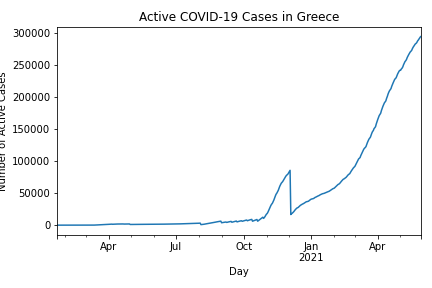 Active COVID-19 Cases in Greece
Number of Active Cases
300000
250000
200000
150000
100000
50000
0
Apr
Jul
Oct
Jan
2021
Apr
Day